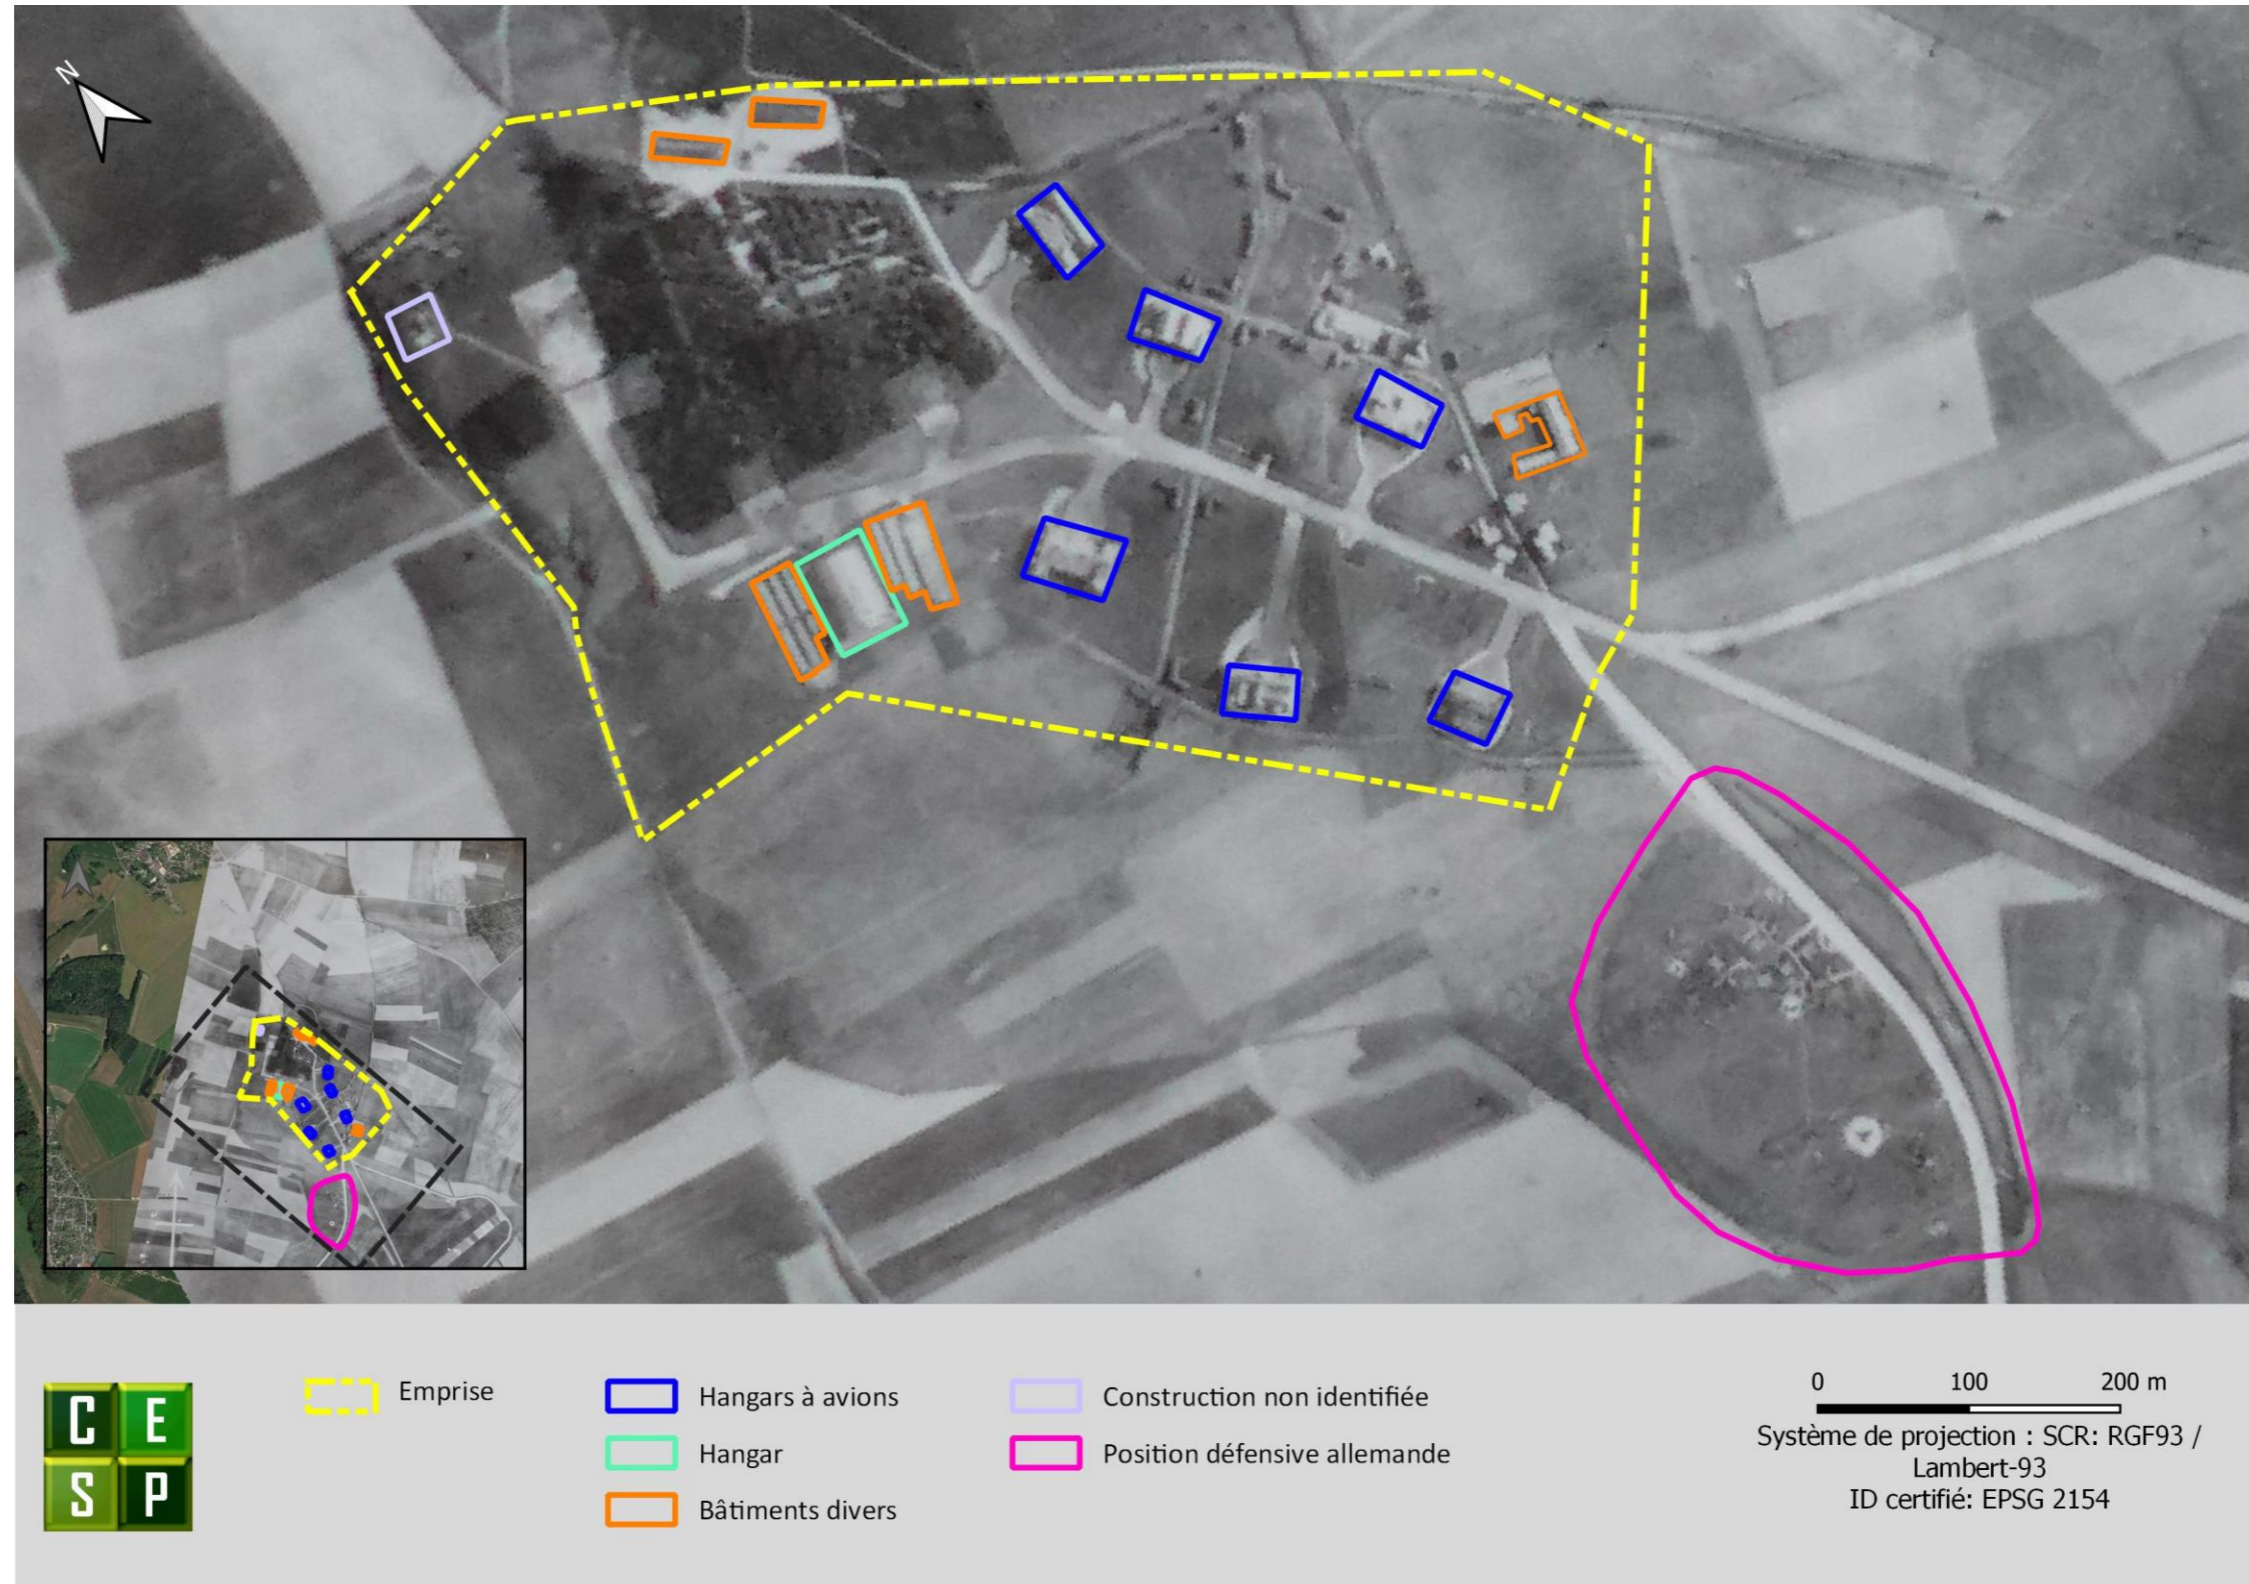 N
Emprise
Hangars à avions
Hangar
Bâtiments divers
Construction non identifiée
Position défensive allemande
0 100 200 m
Système de projection : SCR: RGF93 /
Lambert-93
ID certifié: EPSG 2154
C E
S P